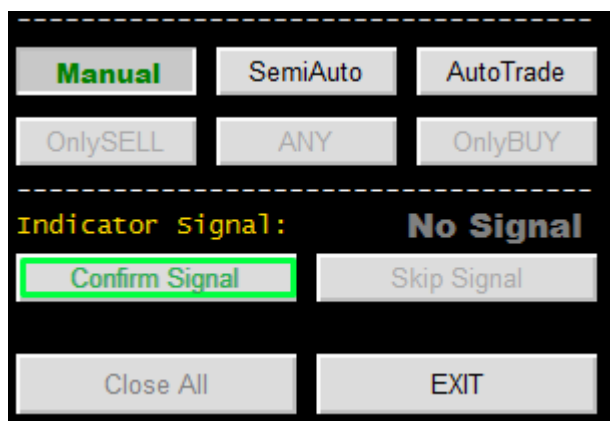 Manual SemiAuto AutoTrade
OnlySELL ANY OnlyBUY
Indicator Signal: No Signal
Confirm Signal Skip Signal
Close All EXIT